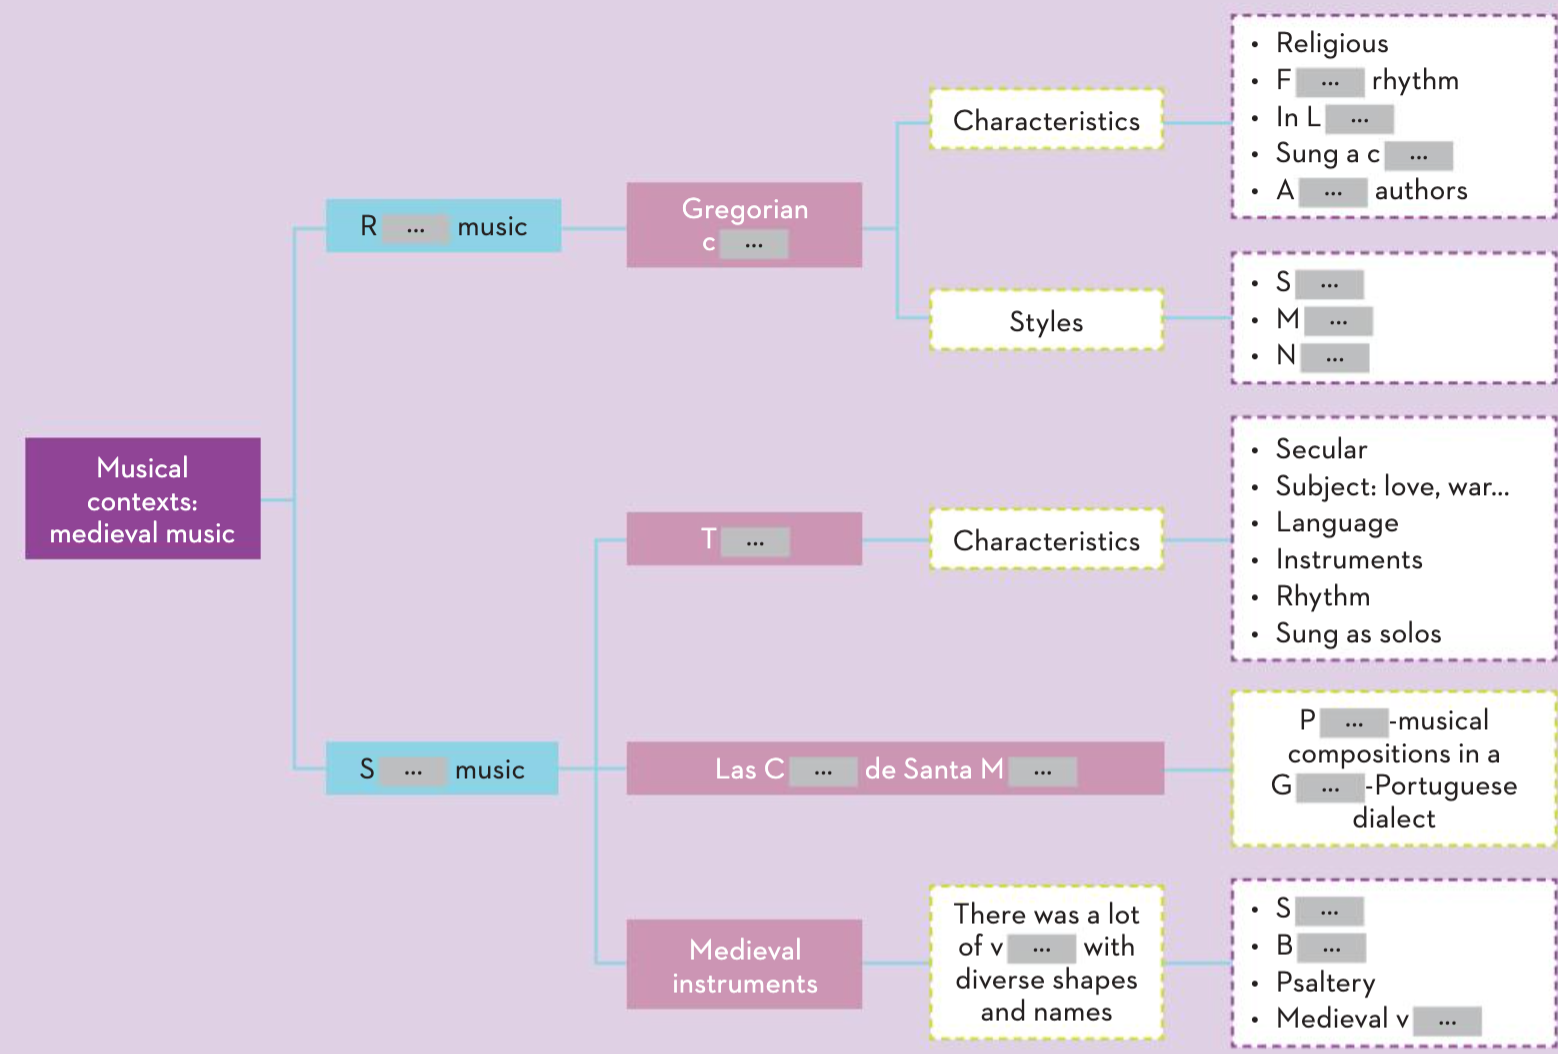 Musical
contexts:
medieval music
R ... music
Gregorian
c ...
Characteristics
• Religious
• F ... rhythm
• In L ...
• Sung a c ...
• A ... authors
Styles
• S ...
• M ...
• N ...
S ... music
T ...
Characteristics
• Secular
• Subject: love, war...
• Language
• Instruments
• Rhythm
• Sung as solos
Las C ... de Santa M ...
P ... -musical
compositions in a
G ... -Portuguese
dialect
Medieval
instruments
There was a lot
of v ... with
diverse shapes
and names
• S ...
• B ...
• Psaltery
• Medieval v ...